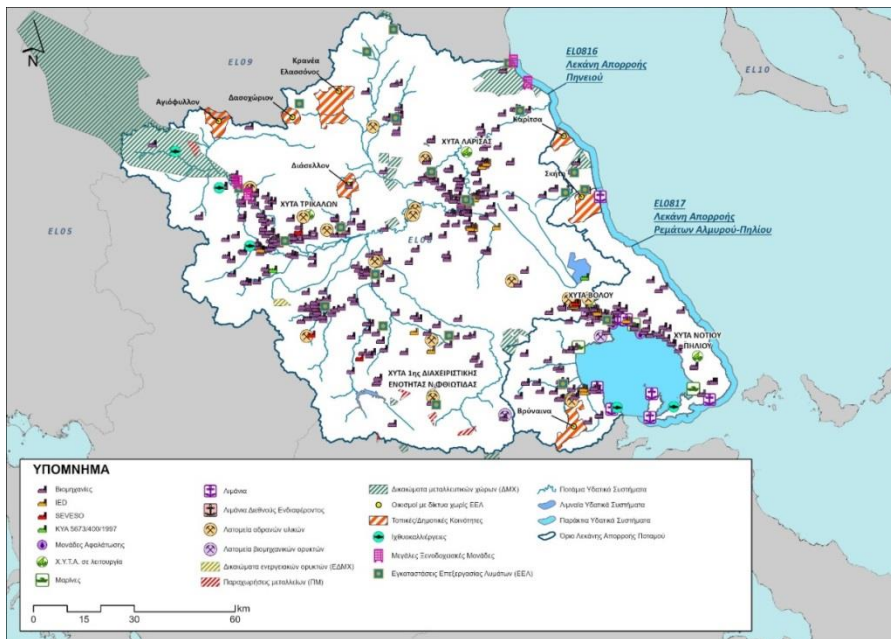 N
EL09
EL10
EL05
EL08
EL0816
Λεκάνη Απορροής
Πηνειού
EL0817
Λεκάνη Απορροής
Ρεμάτων Αλμυρού-Πηλίου
Κρανέα
Ελασσόνος
Αγιόφυλλον
Δασοχώριον
Καρίτσα
ΧΥΤΑ ΛΑΡΙΣΑΣ
Διάσελλον
Σκήτη
ΧΥΤΑ ΤΡΙΚΑΛΩΝ
ΧΥΤΑ ΒΟΛΟΥ
ΧΥΤΑ ΝΟΤΙΟΥ
ΠΗΛΙΟΥ
ΧΥΤΑ 1ης ΔΙΑΧΕΙΡΙΣΤΙΚΗΣ
ΕΝΟΤΗΤΑΣ Ν.ΦΘΙΩΤΙΔΑΣ
Βρύναινα
ΥΠΟΜΝΗΜΑ
Βιομηχανίες
IED
SEVESO
ΚΥΑ 5673/400/1997
Μονάδες Αφαλάτωσης
Χ.Υ.Τ.Α. σε λειτουργία
Μαρίνες
Λιμάνια
Λιμάνια Διεθνούς Ενδιαφέροντος
Λατομεία αδρανών υλικών
Λατομεία βιομηχανικών ορυκτών
Δικαιώματα ενεργειακών ορυκτών (ΕΔΜΧ)
Παραχωρήσεις μεταλλείων (ΠΜ)
Δικαιώματα μεταλλευτικών χώρων (ΔΜΧ)
Οικισμοί με δίκτυα χωρίς ΕΕΛ
Τοπικές/Δημοτικές Κοινότητες
Ιχθυοκαλλιέργειες
Μεγάλες Ξενοδοχειακές Μονάδες
Εγκαταστάσεις Επεξεργασίας Λυμάτων (ΕΕΛ)
Ποτάμια Υδατικά Συστήματα
Λιμναία Υδατικά Συστήματα
Παράκτια Υδατικά Συστήματα
Όριο Λεκάνης Απορροής Ποταμού
0 15 30 60
km